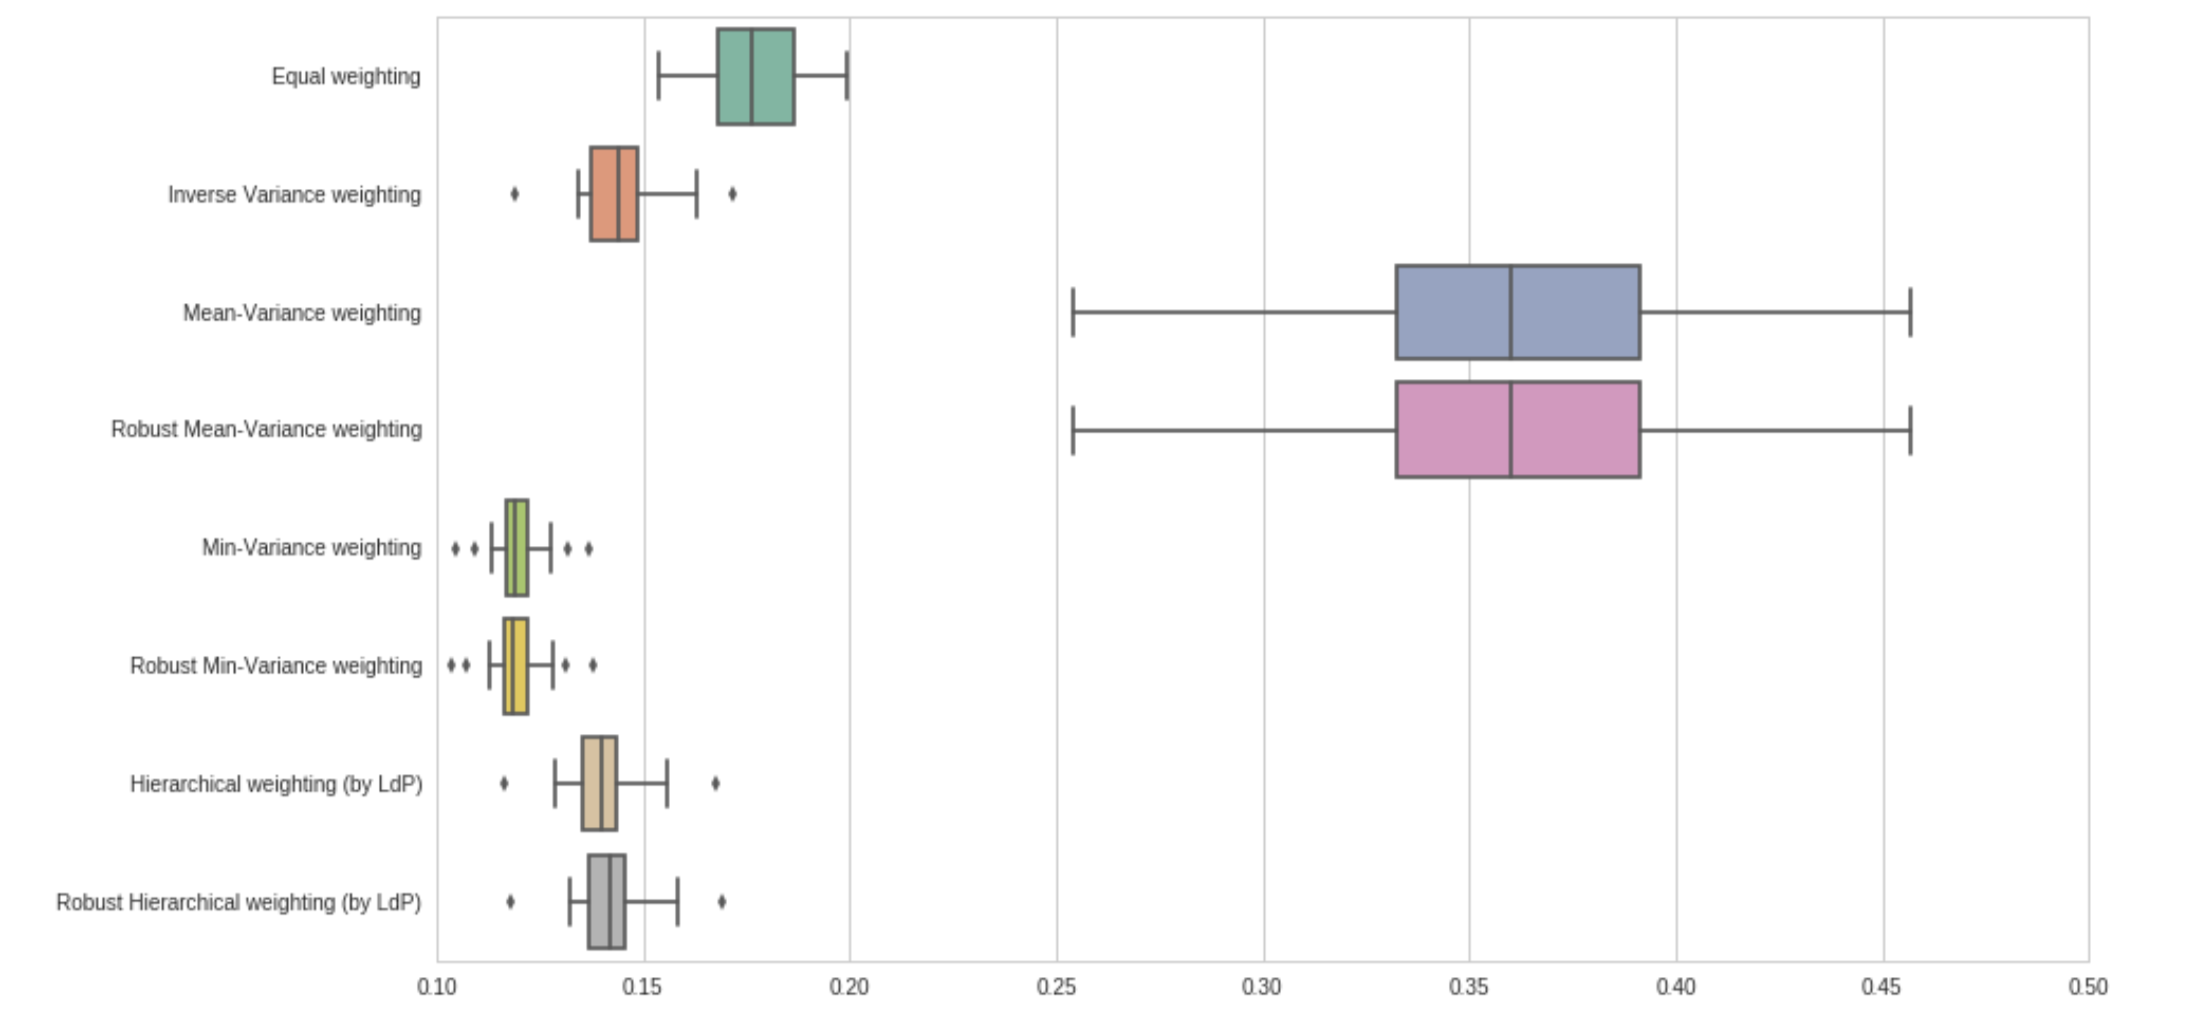 Equal weighting
Inverse Variance weighting
Mean-Variance weighting
Robust Mean-Variance weighting
Min-Variance weighting
Robust Min-Variance weighting
Hierarchical weighting (by LdP)
Robust Hierarchical weighting (by LdP)
0.10 0.15 0.20 0.25 0.30 0.35 0.40 0.45 0.50